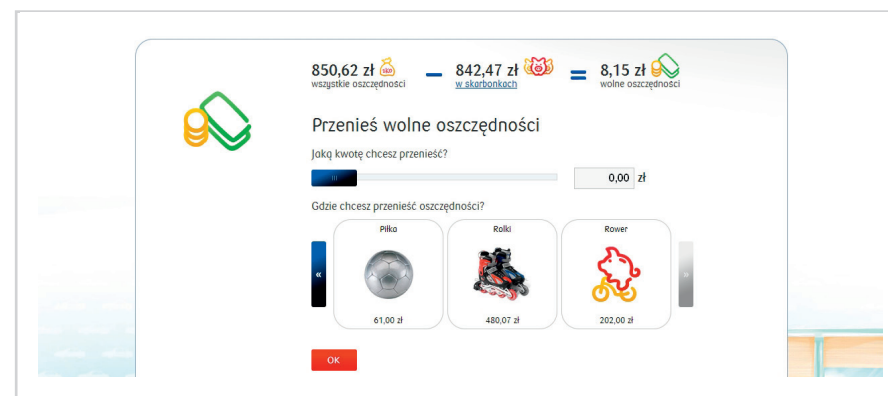 850,62 zł – 842,47 zł = 8,15 zł
wszystkie oszczędności w skarbonkach wolne oszczędności
Przenieś wolne oszczędności
Jaką kwotę chcesz przenieść?
0,00 zł
Gdzie chcesz przenieść oszczędności?
Piłka Rolki Rower
« »
61,00 zł 480,07 zł 202,00 zł
OK